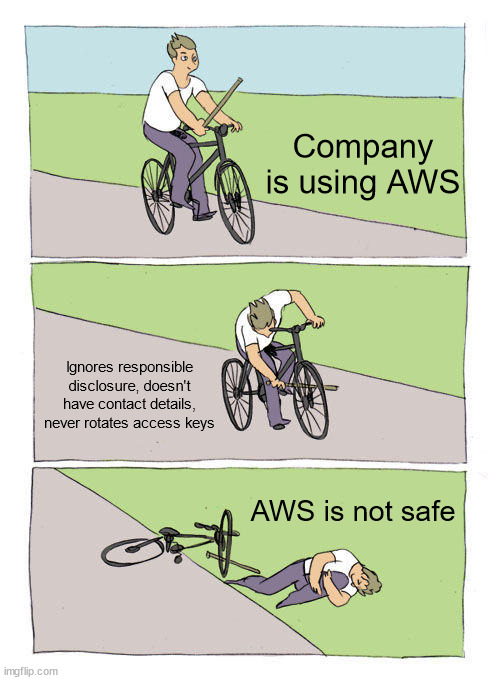 Company
is using AWS
Ignores responsible
disclosure, doesn't
have contact details,
never rotates access keys
AWS is not safe
imgflip.com